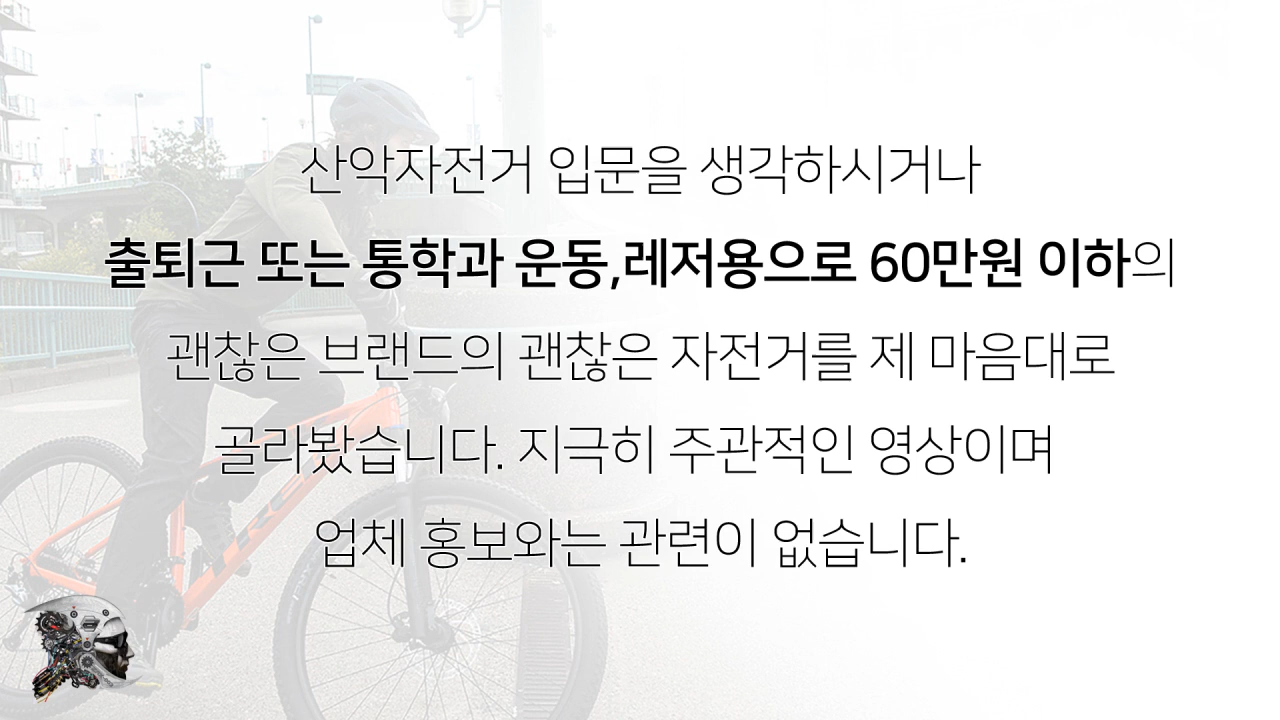 산악자전거 입문을 생각하시거나
출퇴근 또는 통학과 운동,레저용으로 60만원 이하의
괜찮은 브랜드의 괜찮은 자전거를 제 마음대로
골라봤습니다. 지극히 주관적인 영상이며
업체 홍보와는 관련이 없습니다.
TREK